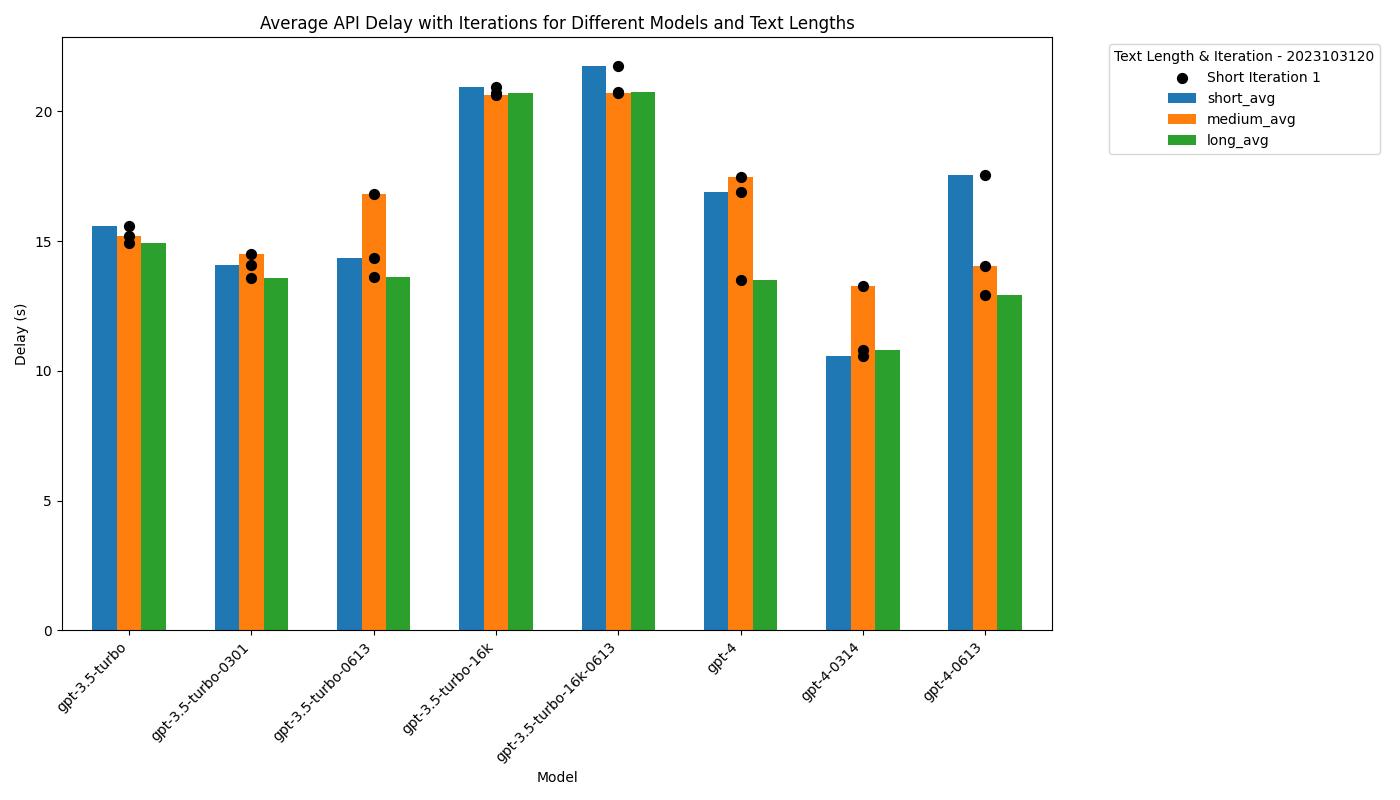 Average API Delay with Iterations for Different Models and Text Lengths
Text Length & Iteration - 2023103120
Short Iteration 1
short_avg
medium_avg
long_avg
Delay (s)
20
15
10
5
0
gpt-3.5-turbo
gpt-3.5-turbo-0301
gpt-3.5-turbo-0613
gpt-3.5-turbo-16k
gpt-3.5-turbo-16k-0613
gpt-4
gpt-4-0314
gpt-4-0613
Model